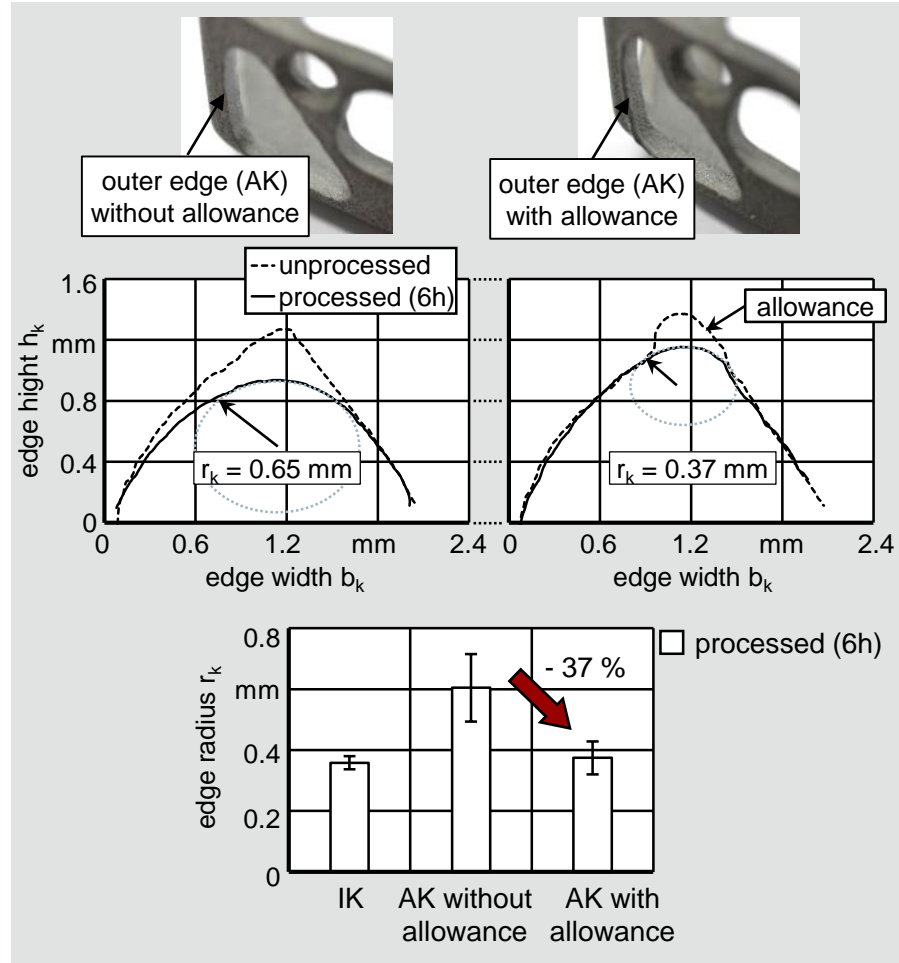 outer edge (AK)
without allowance
outer edge (AK)
with allowance
unprocessed
processed (6h)
allowance
edge hight hk
1.6
mm
0.8
0.4
0
rk = 0.65 mm
rk = 0.37 mm
0 0.6 1.2 mm 2.4
0 0.6 1.2 mm 2.4
edge width bk
edge width bk
edge radius rk
0.8
mm
0.4
0.2
0
- 37 %
processed (6h)
IK
AK without
allowance
AK with
allowance